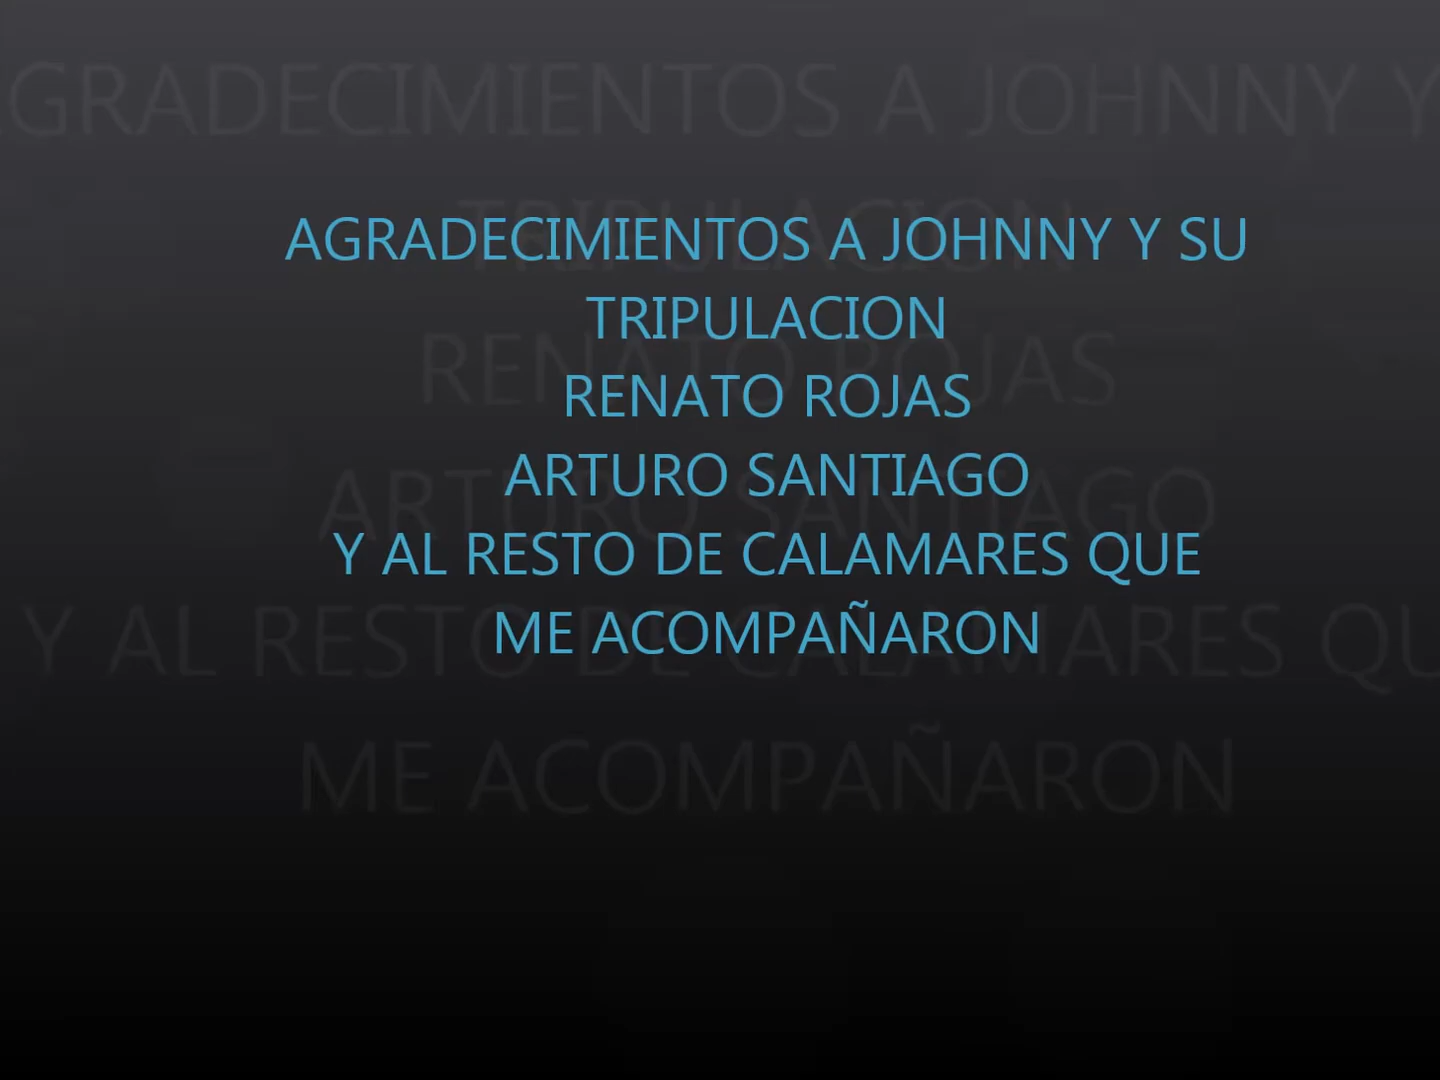 AGRADECIMIENTOS A JOHNNY Y SU
TRIPULACION
RENATO ROJAS
ARTURO SANTIAGO
Y AL RESTO DE CALAMARES QUE
ME ACOMPAÑARON